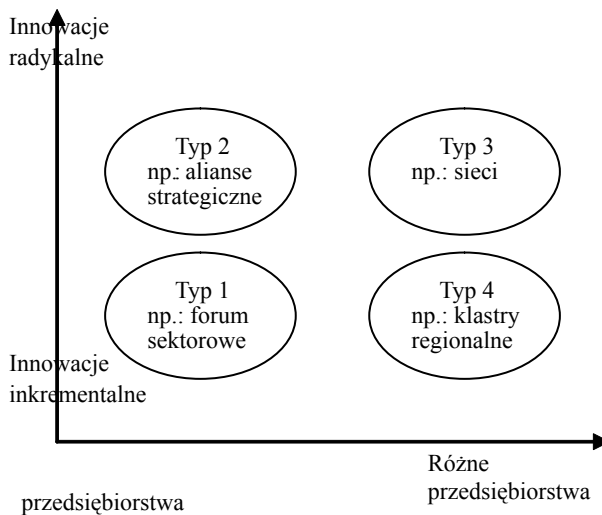 Innowacje
radykalne
Typ 2
np.: alianse
strategiczne
Typ 3
np.: sieci
Typ 1
np.: forum
sektorowe
Typ 4
np.: klastry
regionalne
Innowacje
inkrementalne
Różne
przedsiębiorstwa
przedsiębiorstwa